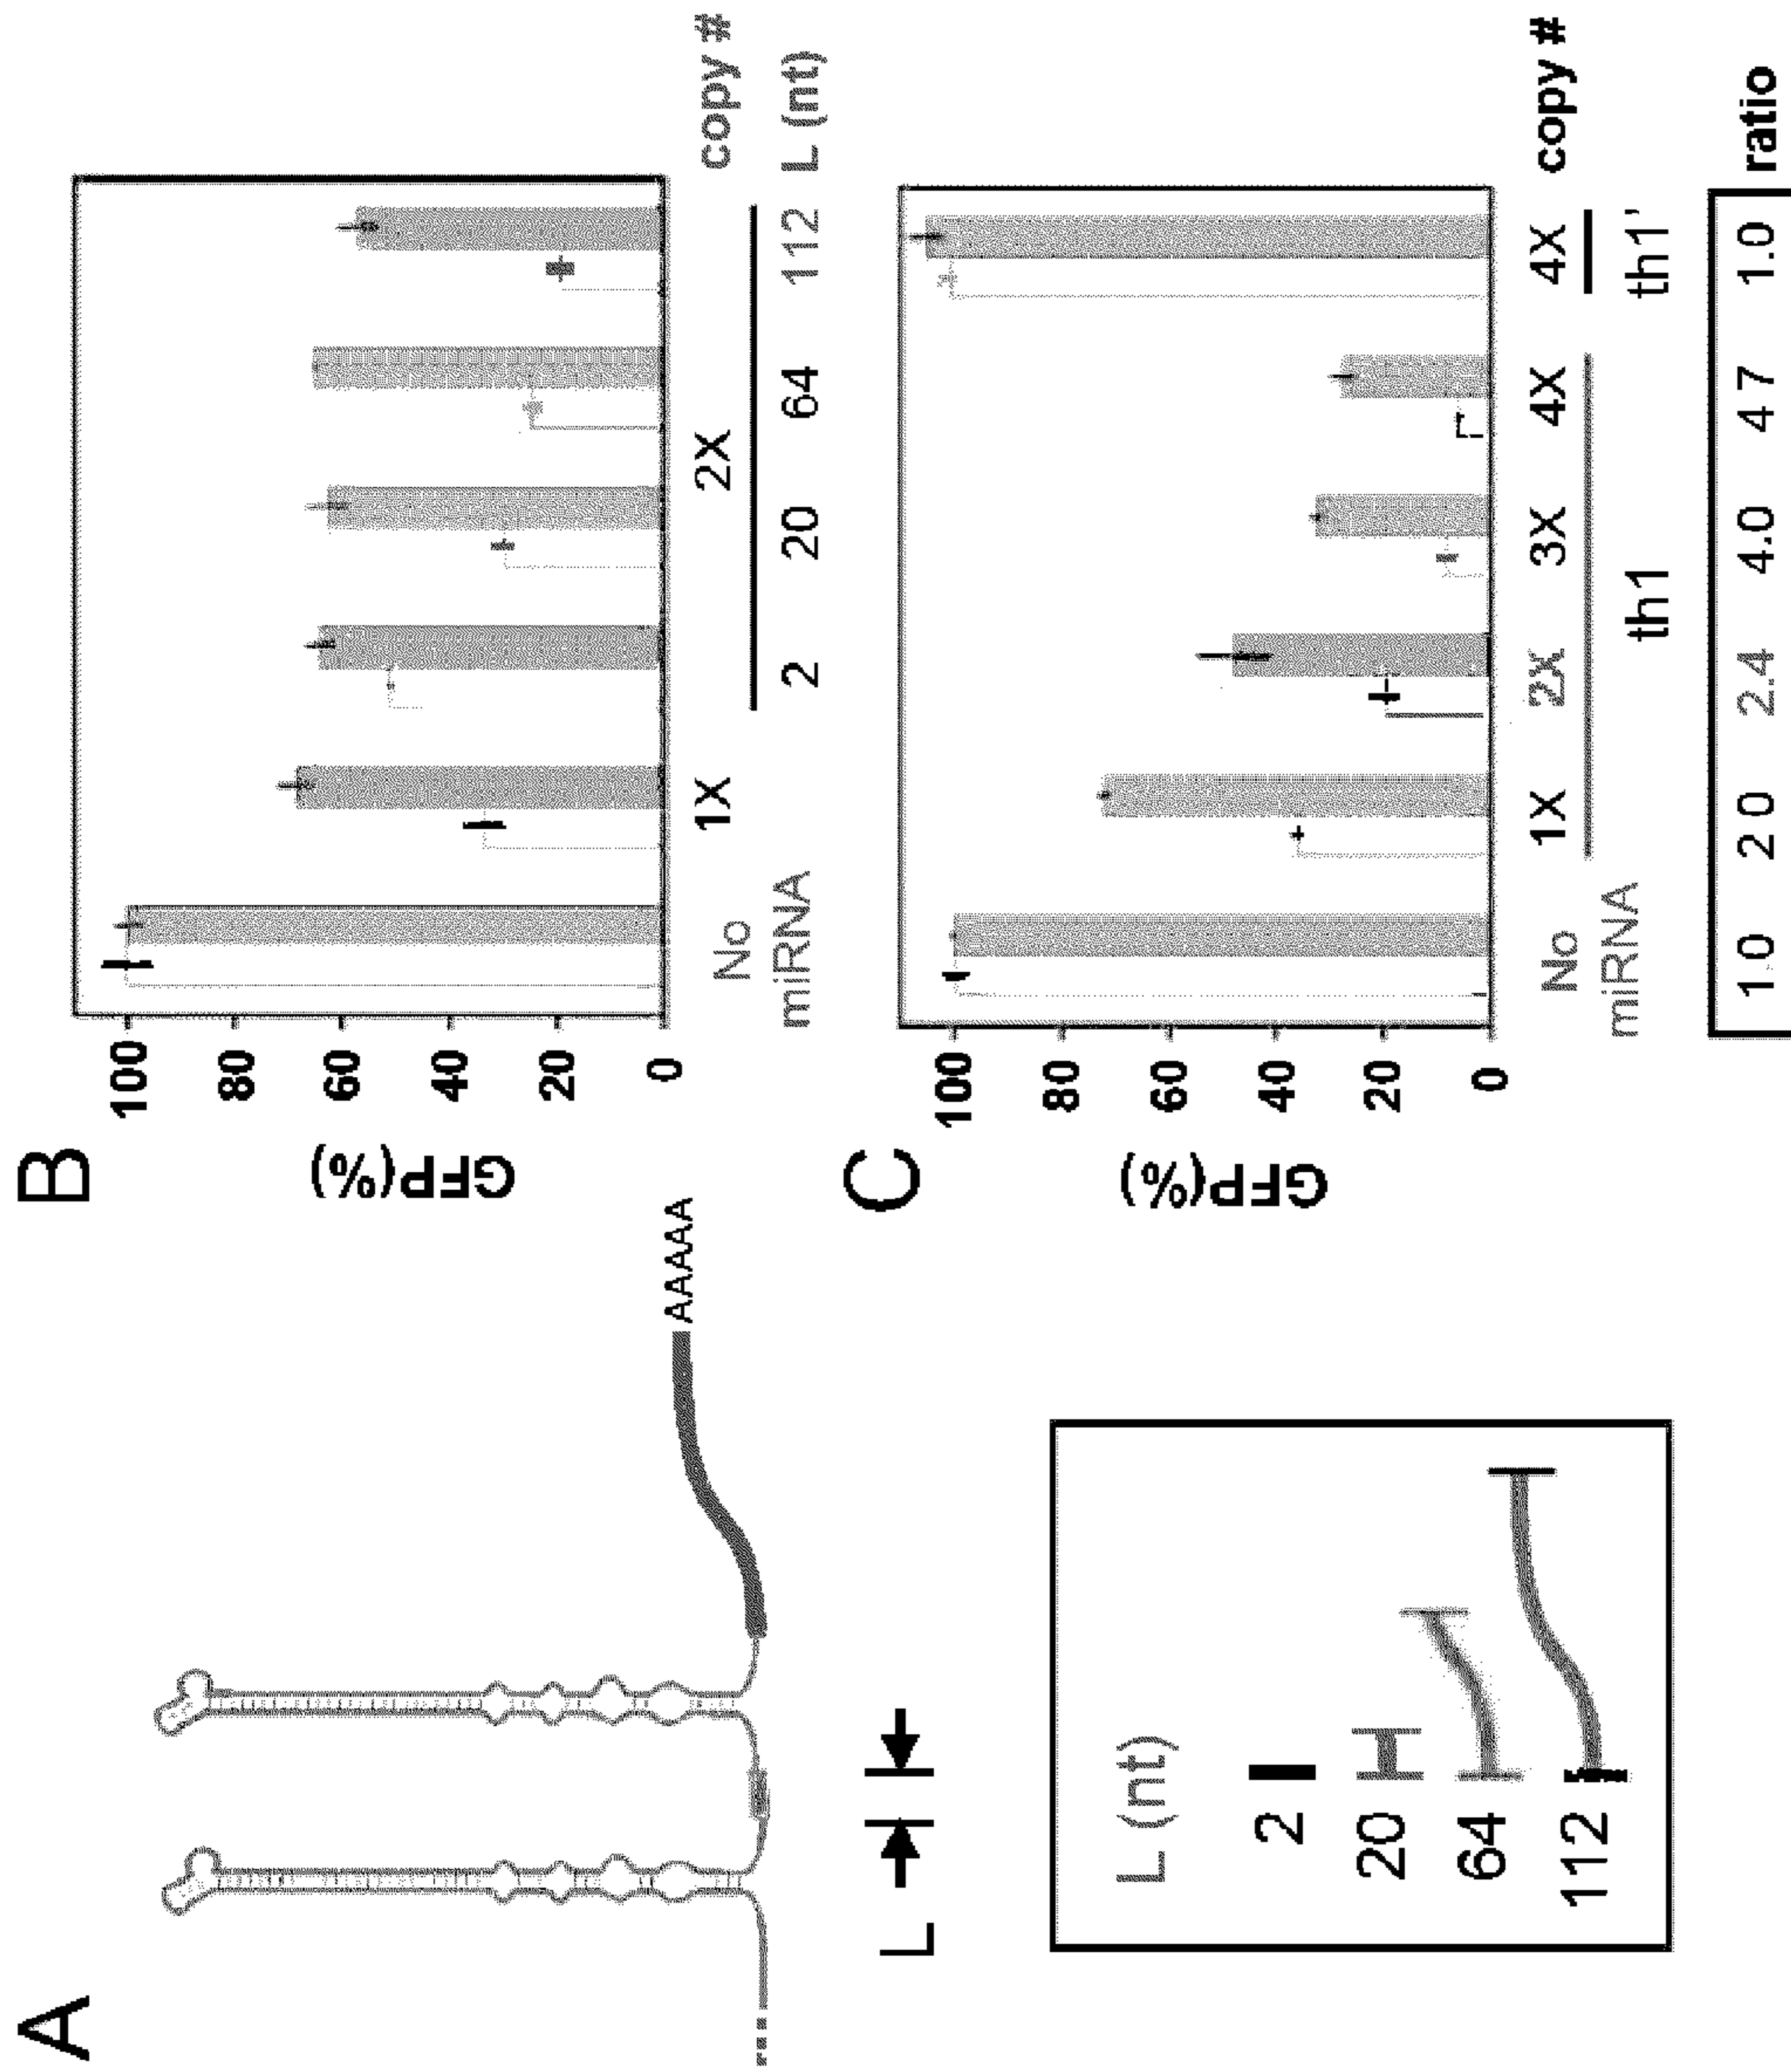 A
AAAAA
L
L (nt)
2
20
64
112
B
GFP(%)
100
80
60
40
20
0
No miRNA 1X 2X copy #
2 20 64 112 L (nt)
C
GFP(%)
100
80
60
40
20
0
No miRNA 1X 2X 3X 4X 4X copy #
th1 th1'
1.0 2 0 2.4 4.0 4 7 1.0 ratio